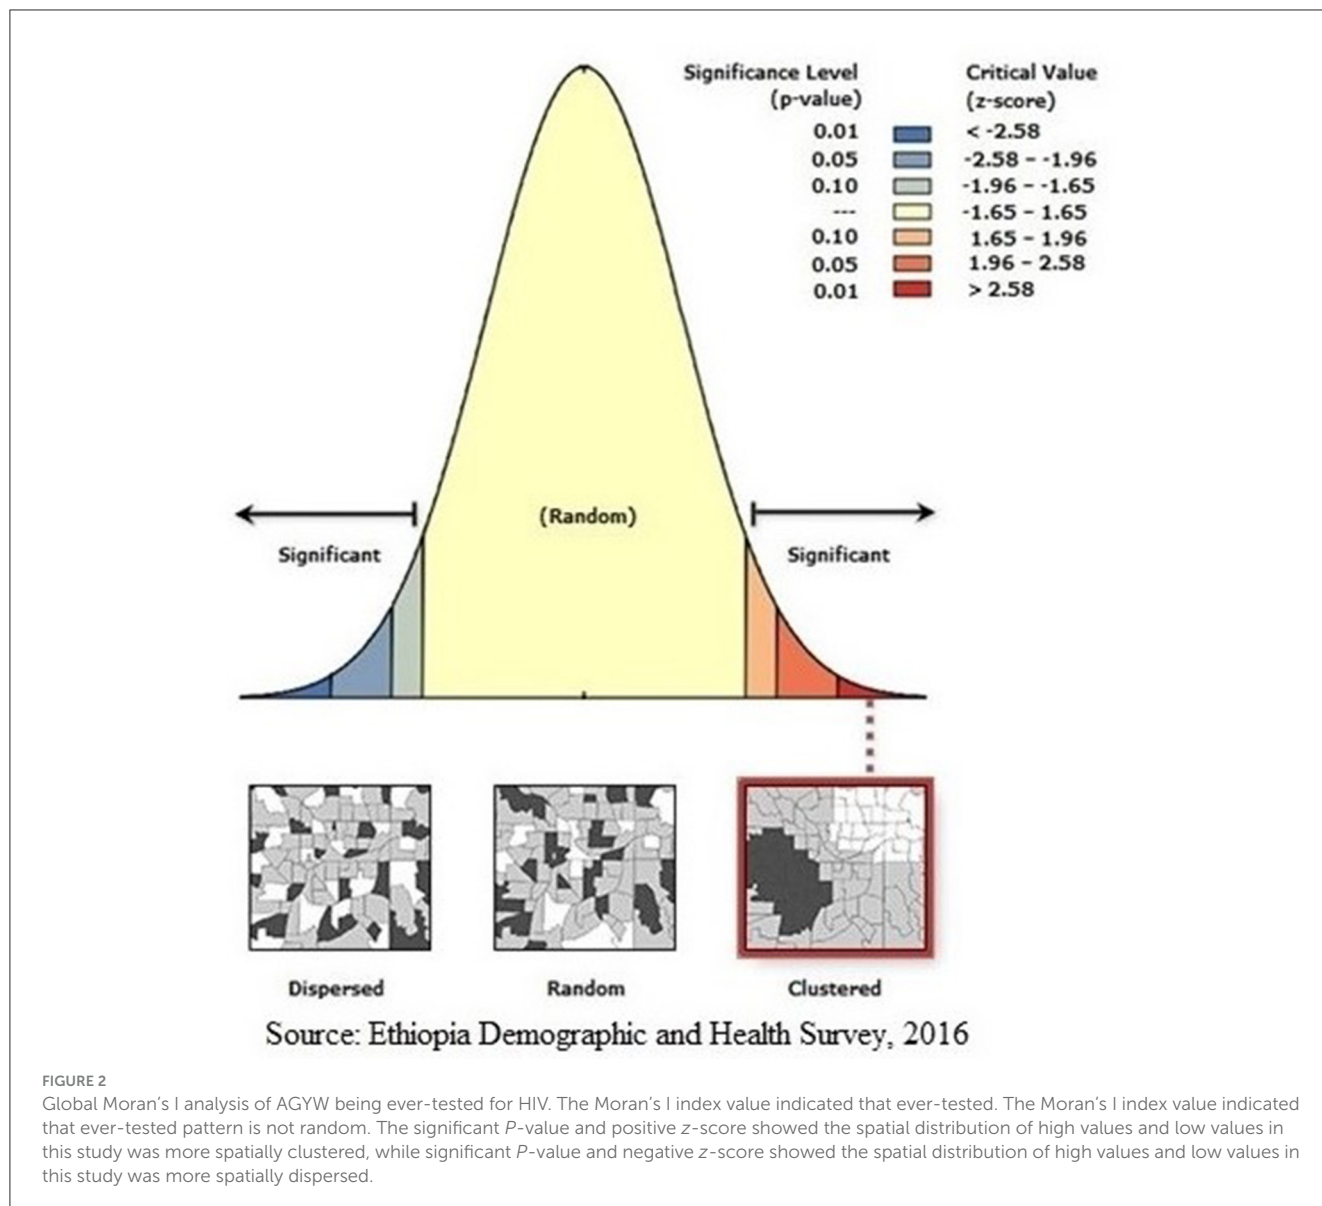 Significance Level Critical Value
(p-value) (z-score)
0.01 < -2.58
0.05 -2.58 – -1.96
0.10 -1.96 – -1.65
--- -1.65 – 1.65
0.10 1.65 – 1.96
0.05 1.96 – 2.58
0.01 > 2.58
(Random)
Significant Significant
Dispersed Random Clustered
Source: Ethiopia Demographic and Health Survey, 2016
FIGURE 2
Global Moran's I analysis of AGYW being ever-tested for HIV. The Moran's I index value indicated that ever-tested. The Moran's I index value indicated
that ever-tested pattern is not random. The significant P-value and positive z-score showed the spatial distribution of high values and low values in
this study was more spatially clustered, while significant P-value and negative z-score showed the spatial distribution of high values and low values in
this study was more spatially dispersed.